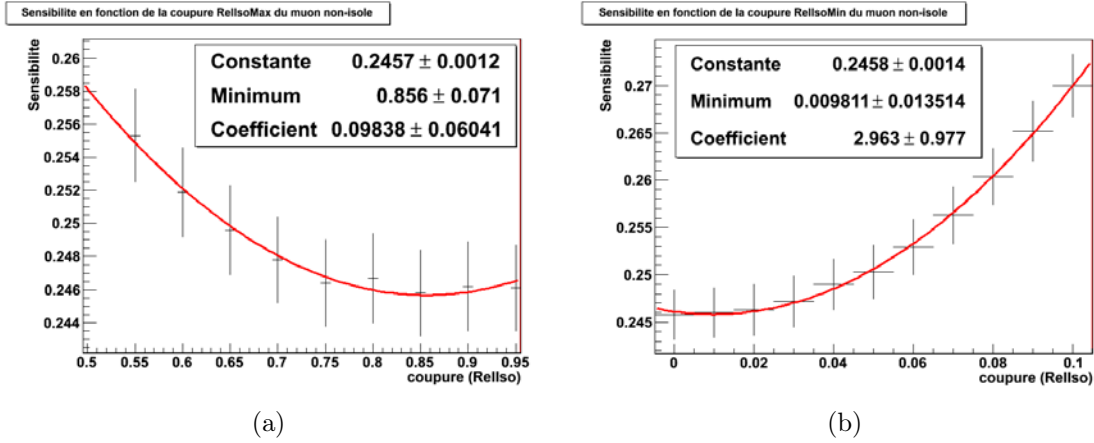 Sensibilite en fonction de la coupure RelIsoMax du muon non-isole
Sensibilite
0.26
0.258
0.256
0.254
0.252
0.25
0.248
0.246
0.244
Constante 0.2457 ± 0.0012
Minimum 0.856 ± 0.071
Coefficient 0.09838 ± 0.06041
0.5 0.55 0.6 0.65 0.7 0.75 0.8 0.85 0.9 0.95
coupure (RelIso)
(a)
Sensibilite en fonction de la coupure RelIsoMin du muon non-isole
Sensibilite
0.27
0.265
0.26
0.255
0.25
0.245
Constante 0.2458 ± 0.0014
Minimum 0.009811 ± 0.013514
Coefficient 2.963 ± 0.977
0 0.02 0.04 0.06 0.08 0.1
coupure (RelIso)
(b)